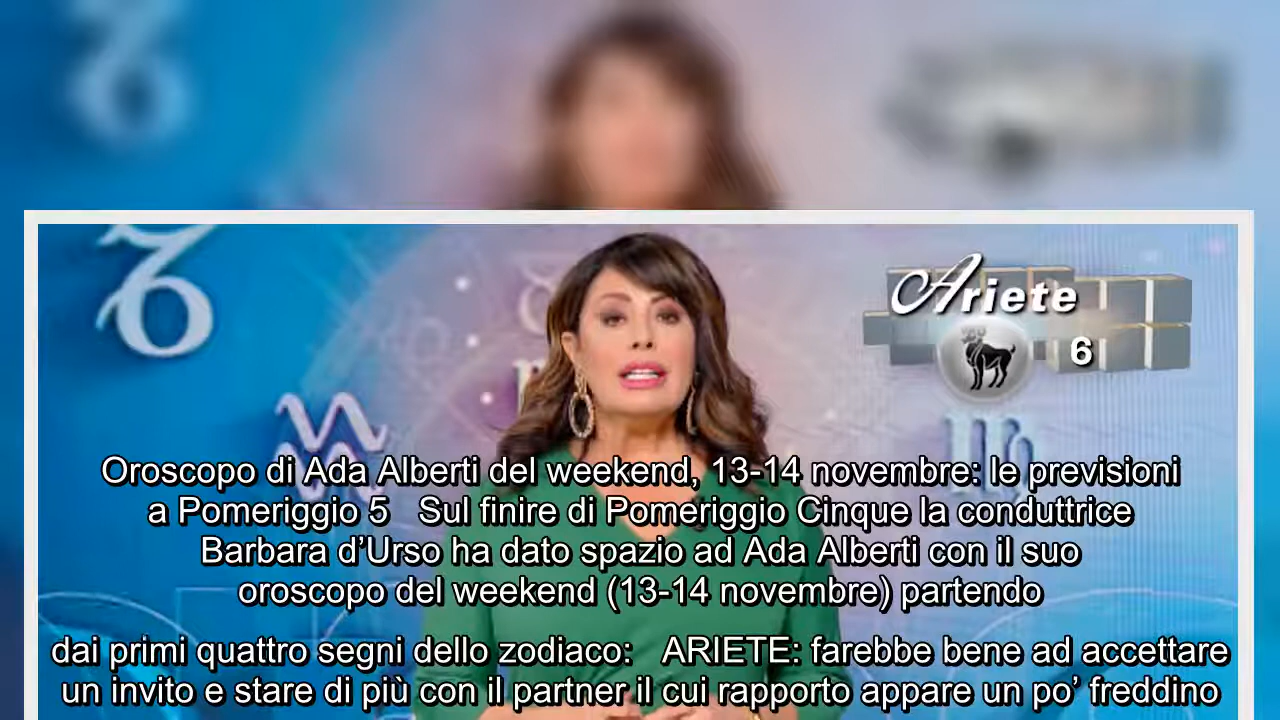 Ariete
6
Oroscopo di Ada Alberti del weekend, 13-14 novembre: le previsioni
a Pomeriggio 5   Sul finire di Pomeriggio Cinque la conduttrice
Barbara d’Urso ha dato spazio ad Ada Alberti con il suo
oroscopo del weekend (13-14 novembre) partendo
dai primi quattro segni dello zodiaco:   ARIETE: farebbe bene ad accettare
un invito e stare di più con il partner il cui rapporto appare un po’ freddino